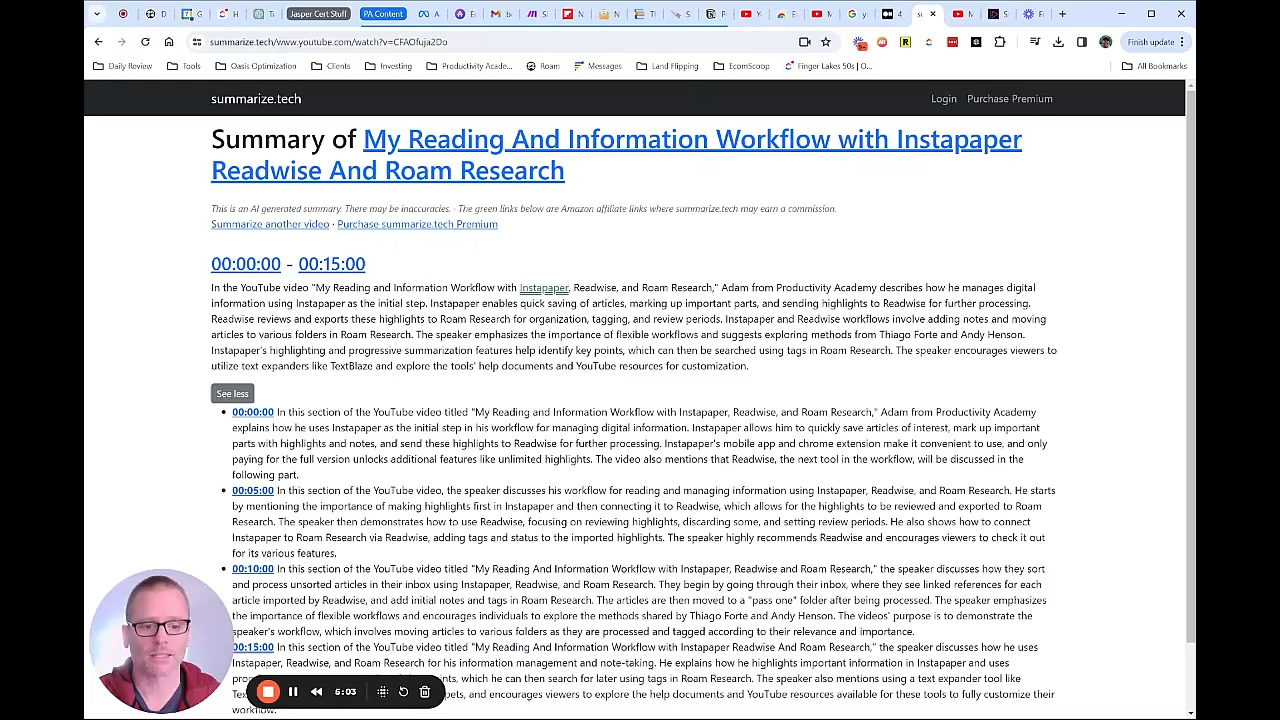 Jasper Cert Stuff
PA Content
summarize.tech/www.youtube.com/watch?v=CFAOfuja2Do
Finish update
Daily Review
Tools
Oasis Optimization
Clients
Investing
Productivity Acade...
Roam
Messages
Land Flipping
EcomScoop
Finger Lakes 50s | O...
All Bookmarks
summarize.tech
Login
Purchase Premium
Summary of My Reading And Information Workflow with Instapaper
Readwise And Roam Research
This is an AI generated summary. There may be inaccuracies. · The green links below are Amazon affiliate links where summarize.tech may earn a commission.
Summarize another video · Purchase summarize.tech Premium
00:00:00 - 00:15:00
In the YouTube video "My Reading and Information Workflow with Instapaper, Readwise, and Roam Research," Adam from Productivity Academy describes how he manages digital
information using Instapaper as the initial step. Instapaper enables quick saving of articles, marking up important parts, and sending highlights to Readwise for further processing.
Readwise reviews and exports these highlights to Roam Research for organization, tagging, and review periods. Instapaper and Readwise workflows involve adding notes and moving
articles to various folders in Roam Research. The speaker emphasizes the importance of flexible workflows and suggests exploring methods from Thiago Forte and Andy Henson.
Instapaper's highlighting and progressive summarization features help identify key points, which can then be searched using tags in Roam Research. The speaker encourages viewers to
utilize text expanders like TextBlaze and explore the tools' help documents and YouTube resources for customization.
See less
00:00:00 In this section of the YouTube video titled "My Reading and Information Workflow with Instapaper, Readwise, and Roam Research," Adam from Productivity Academy
explains how he uses Instapaper as the initial step in his workflow for managing digital information. Instapaper allows him to quickly save articles of interest, mark up important
parts with highlights and notes, and send these highlights to Readwise for further processing. Instapaper's mobile app and chrome extension make it convenient to use, and only
paying for the full version unlocks additional features like unlimited highlights. The video also mentions that Readwise, the next tool in the workflow, will be discussed in the
following part.
00:05:00 In this section of the YouTube video, the speaker discusses his workflow for reading and managing information using Instapaper, Readwise, and Roam Research. He starts
by mentioning the importance of making highlights first in Instapaper and then connecting it to Readwise, which allows for the highlights to be reviewed and exported to Roam
Research. The speaker then demonstrates how to use Readwise, focusing on reviewing highlights, discarding some, and setting review periods. He also shows how to connect
Instapaper to Roam Research via Readwise, adding tags and status to the imported highlights. The speaker highly recommends Readwise and encourages viewers to check it out
for its various features.
00:10:00 In this section of the YouTube video titled "My Reading And Information Workflow with Instapaper, Readwise and Roam Research," the speaker discusses how they sort
and process unsorted articles in their inbox using Instapaper, Readwise, and Roam Research. They begin by going through their inbox, where they see linked references for each
article imported by Readwise, and add initial notes and tags in Roam Research. The articles are then moved to a "pass one" folder after being processed. The speaker emphasizes
the importance of flexible workflows and encourages individuals to explore the methods shared by Thiago Forte and Andy Henson. The videos' purpose is to demonstrate the
speaker's workflow, which involves moving articles to various folders as they are processed and tagged according to their relevance and importance.
00:15:00 In this section of the YouTube video titled "My Reading And Information Workflow with Instapaper Readwise And Roam Research," the speaker discusses how he uses
Instapaper, Readwise, and Roam Research for his information management and note-taking. He explains how he highlights important information in Instapaper and uses
points, which he can then search for later using tags in Roam Research. The speaker also mentions using a text expander tool like
pets, and encourages viewers to explore the help documents and YouTube resources available for these tools to fully customize their
workflow.
5:03